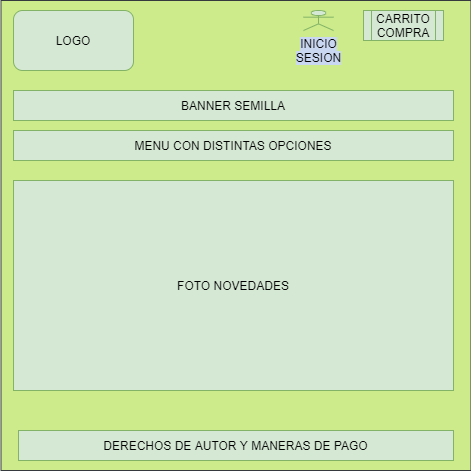 LOGO
INICIO
SESION
CARRITO
COMPRA
BANNER SEMILLA
MENU CON DISTINTAS OPCIONES
FOTO NOVEDADES
DERECHOS DE AUTOR Y MANERAS DE PAGO